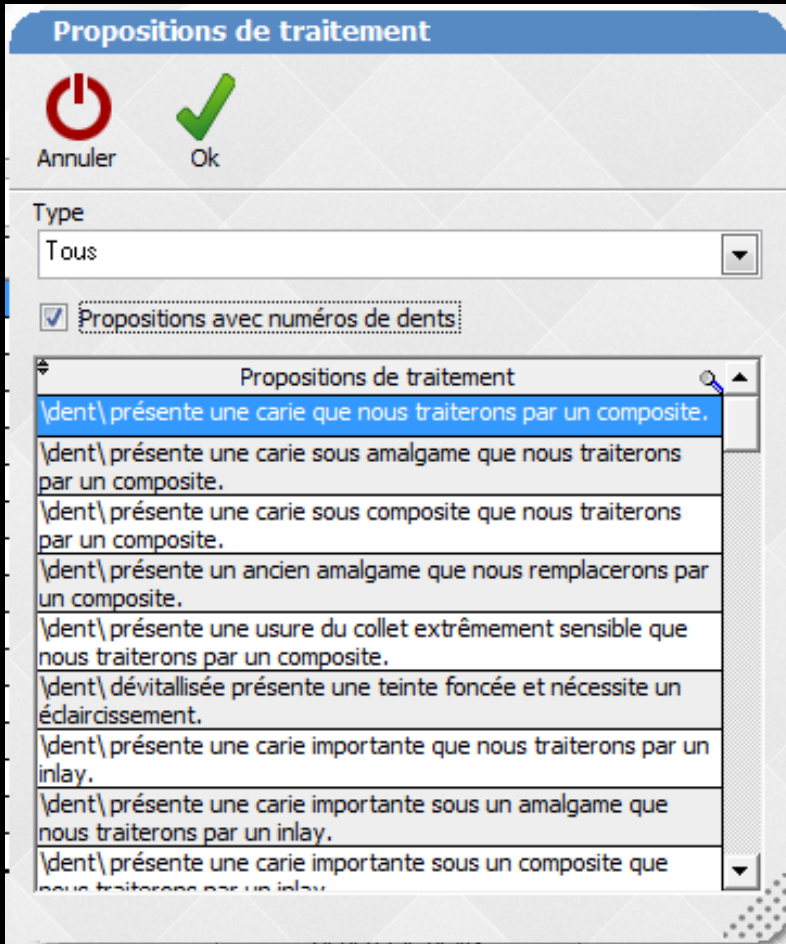 Propositions de traitement
Annuler
Ok
Type
Tous
Propositions avec numéros de dents
Propositions de traitement
\dent\ présente une carie que nous traiterons par un composite.
\dent\ présente une carie sous amalgame que nous traiterons
par un composite.
\dent\ présente une carie sous composite que nous traiterons
par un composite.
\dent\ présente un ancien amalgame que nous remplacerons par
un composite.
\dent\ présente une usure du collet extrêmement sensible que
nous traiterons par un composite.
\dent\ dévitallisée présente une teinte foncée et nécessite un
éclaircissement.
\dent\ présente une carie importante que nous traiterons par un
inlay.
\dent\ présente une carie importante sous un amalgame que
nous traiterons par un inlay.
\dent\ présente une carie importante sous un composite que
nous traiterons par un inlay.